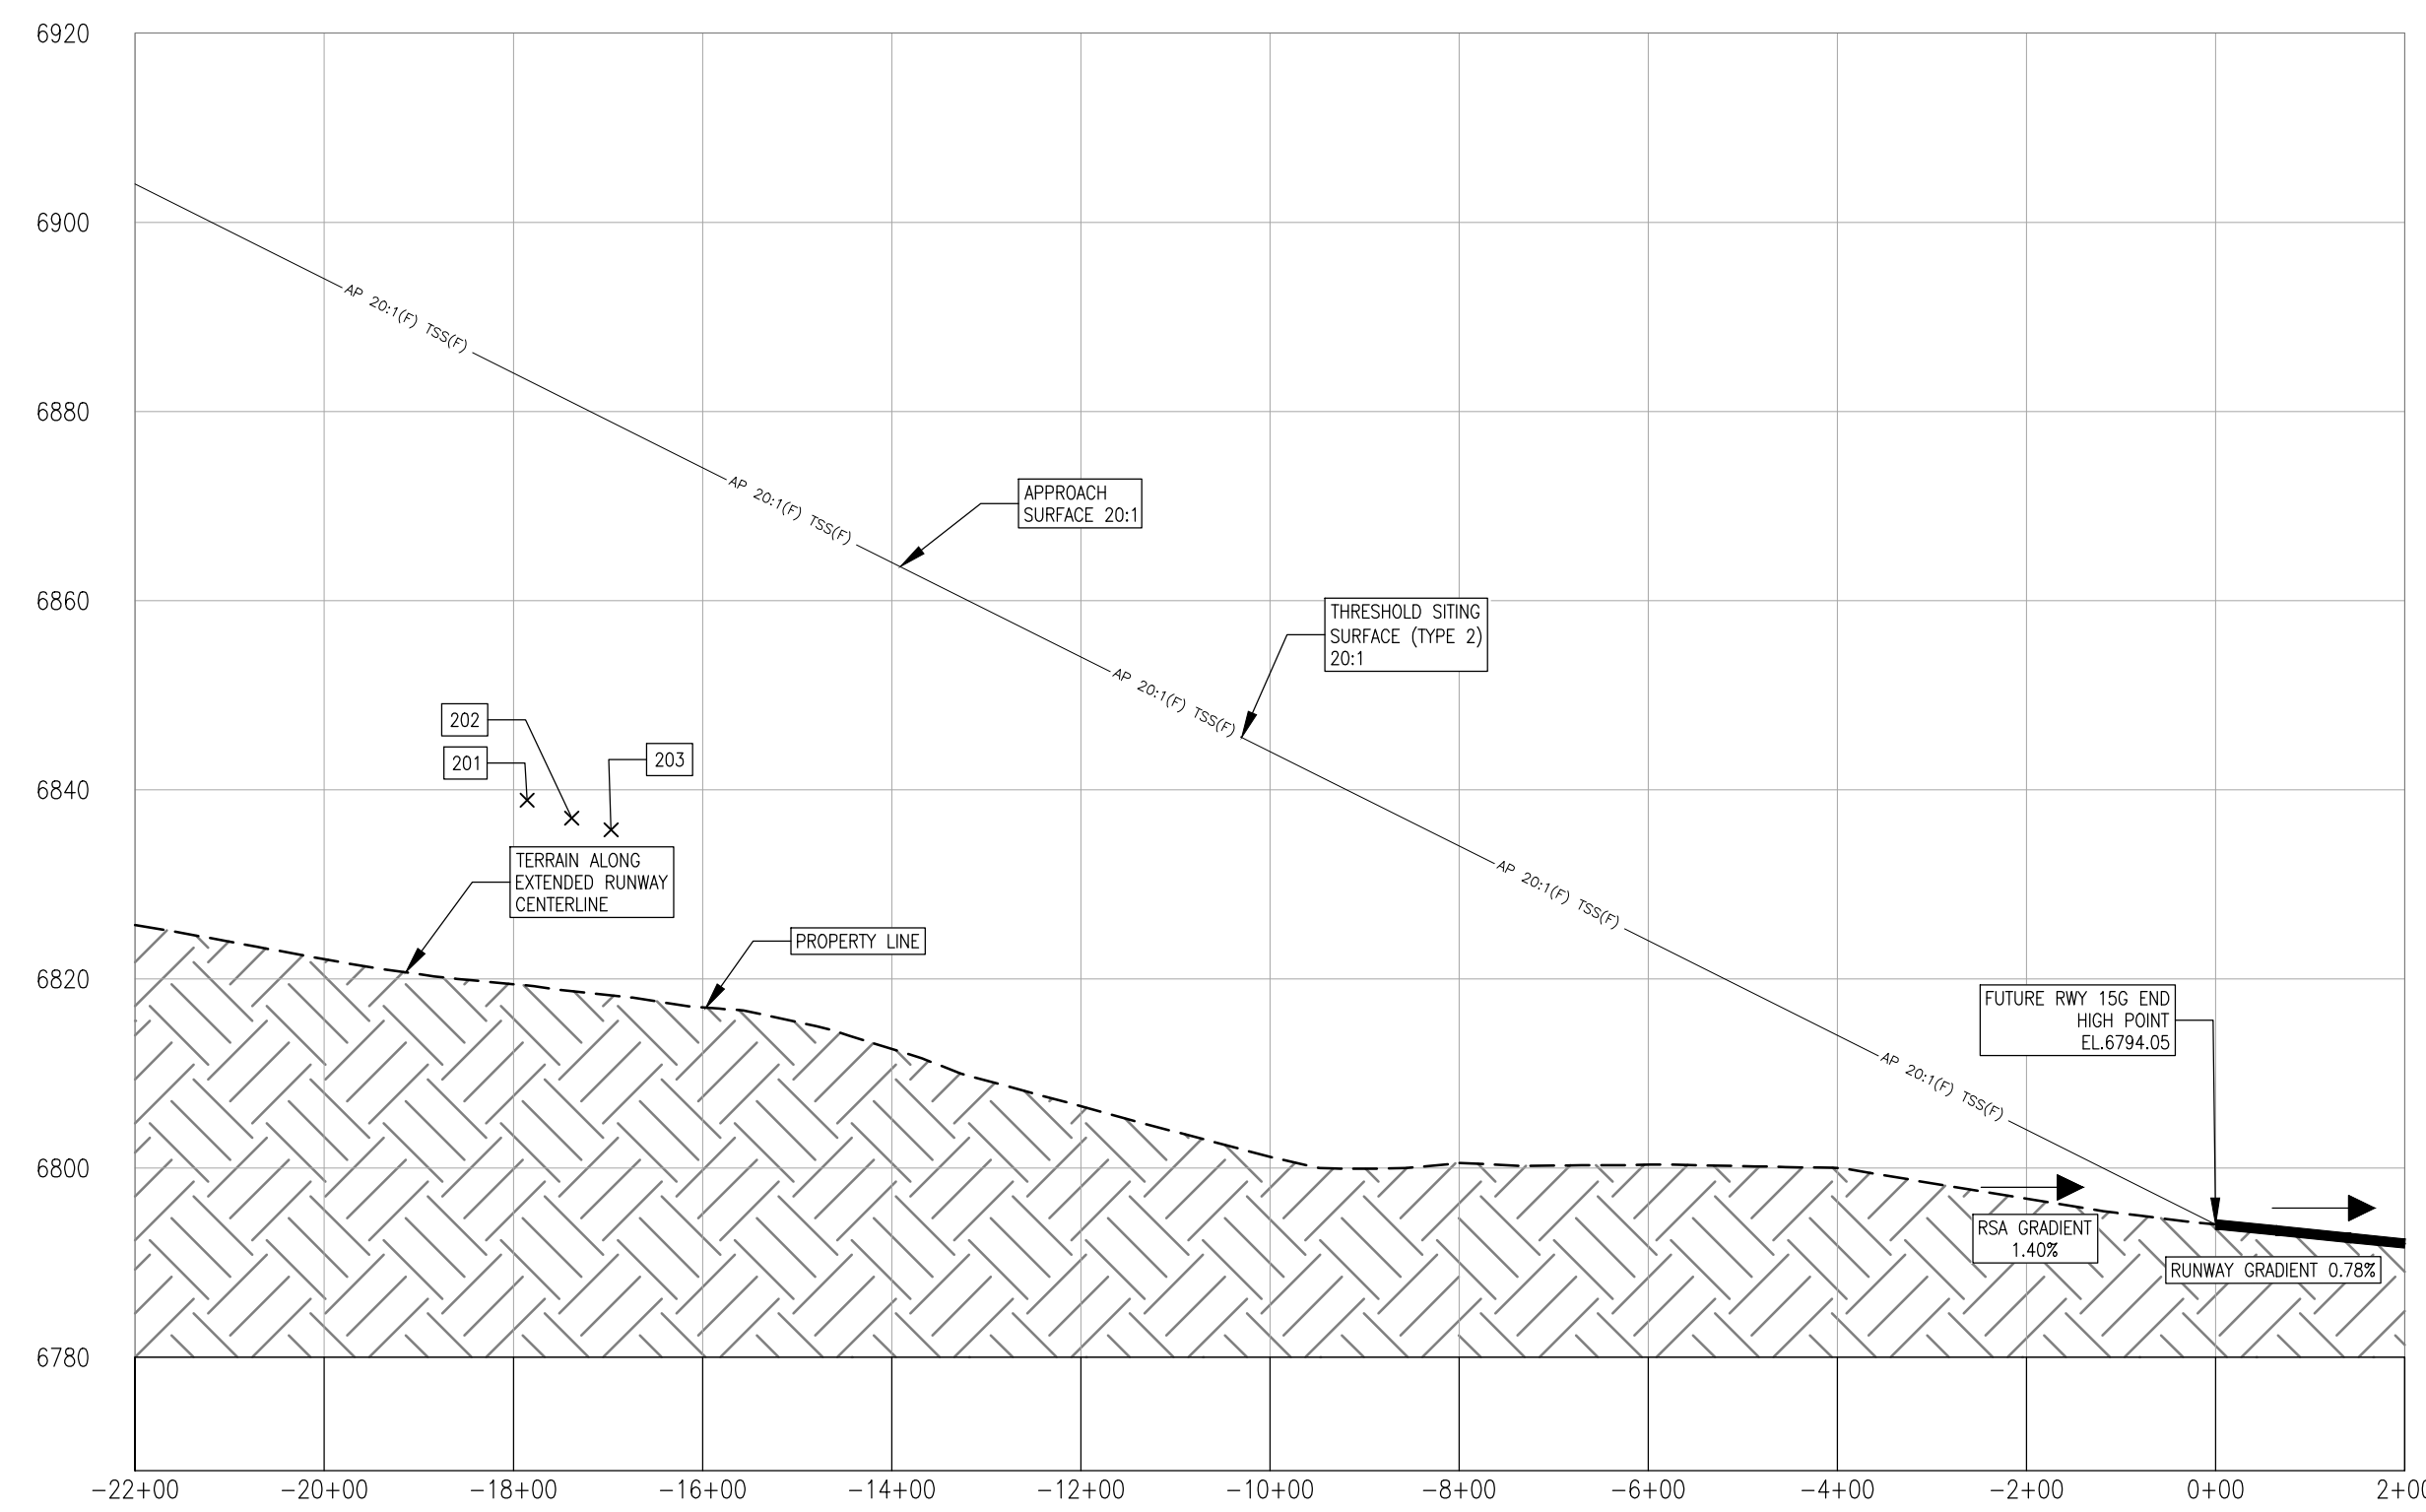 6920
6900
AP 20:1(F) TSS(F)
6880
APPROACH
SURFACE 20:1
AP 20:1(F) TSS(F)
6860
THRESHOLD SITING
SURFACE (TYPE 2)
20:1
AP 20:1(F) TSS(F)
202
201
203
6840
TERRAIN ALONG
EXTENDED RUNWAY
CENTERLINE
AP 20:1(F) TSS(F)
PROPERTY LINE
6820
FUTURE RWY 15G END
HIGH POINT
EL.6794.05
AP 20:1(F) TSS(F)
6800
RSA GRADIENT
1.40%
RUNWAY GRADIENT 0.78%
6780
-22+00 -20+00 -18+00 -16+00 -14+00 -12+00 -10+00 -8+00 -6+00 -4+00 -2+00 0+00 2+00